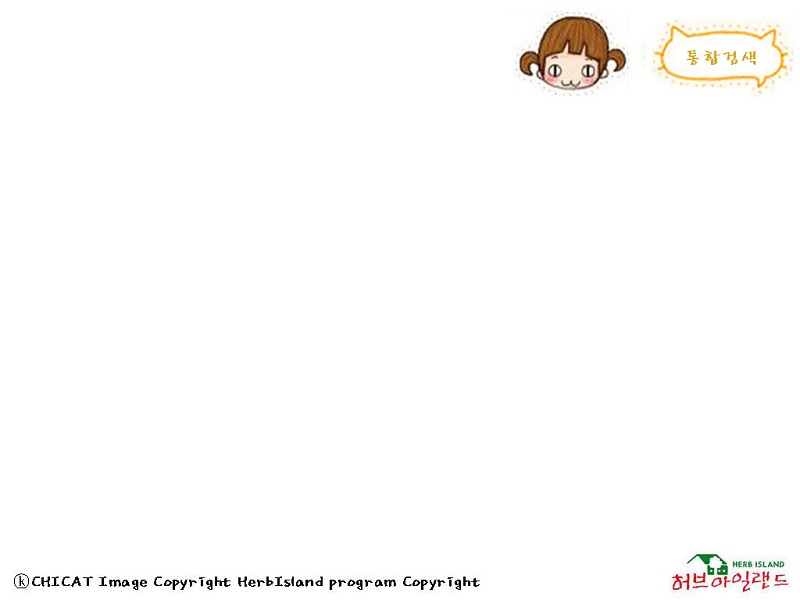 통합검색
ⓚCHICAT Image Copyright HerbIsland program Copyright
HERB ISLAND
허브아일랜드